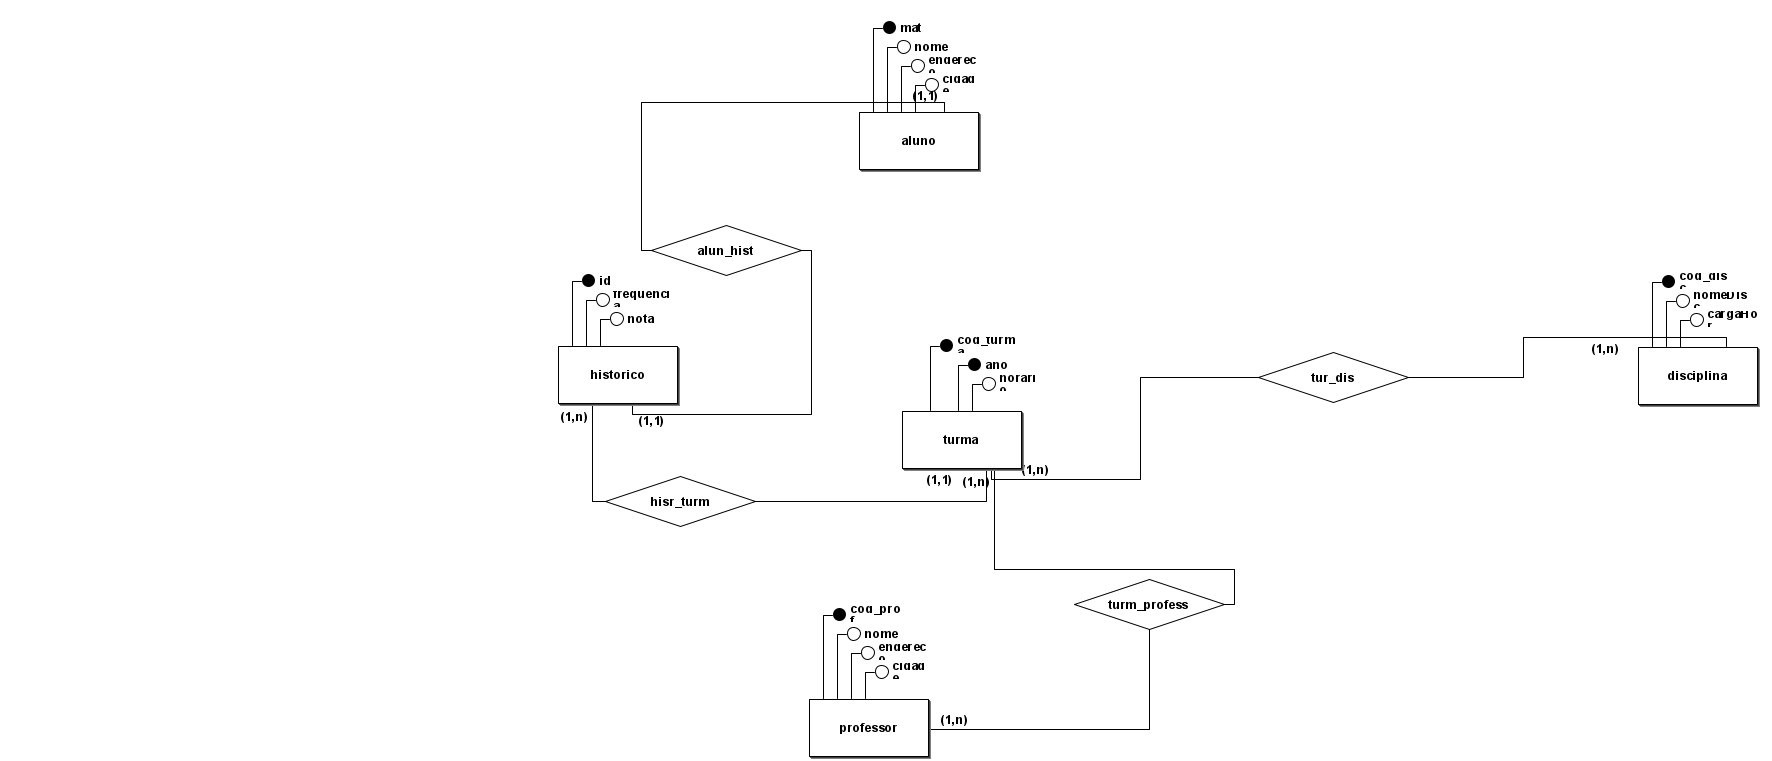 mat
nome
enderec
o
cidad
e
(1,1)
aluno
alun_hist
id
frequenci
a
nota
historico
(1,n)
(1,1)
cod_turm
a
ano
horari
o
turma
(1,1)
(1,n)
(1,n)
hisr_turm
tur_dis
cod_dis
c
nomeDis
c
cargaHo
r
(1,n)
disciplina
turm_profess
cod_pro
f
nome
enderec
o
cidad
e
professor
(1,n)